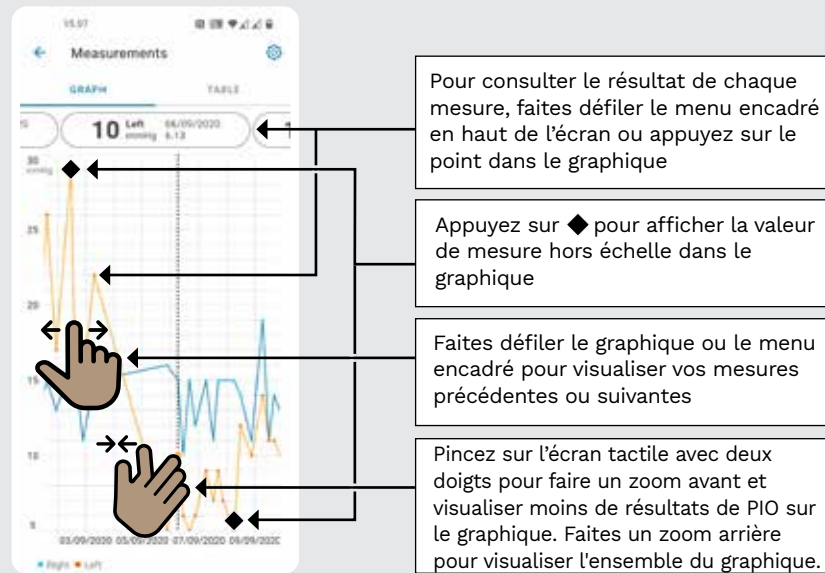 15.07
Measurements
GRAPH TABLE
10 Left 06/09/2020
mmHg 6.13
30
mmHg
25
20
15
10
5
03/09/2020 05/09/2020 07/09/2020 09/09/2020
Right Left
Pour consulter le résultat de chaque
mesure, faites défiler le menu encadré
en haut de l’écran ou appuyez sur le
point dans le graphique
Appuyez sur ◆ pour afficher la valeur
de mesure hors échelle dans le
graphique
Faites défiler le graphique ou le menu
encadré pour visualiser vos mesures
précédentes ou suivantes
Pincez sur l’écran tactile avec deux
doigts pour faire un zoom avant et
visualiser moins de résultats de PIO sur
le graphique. Faites un zoom arrière
pour visualiser l'ensemble du graphique.